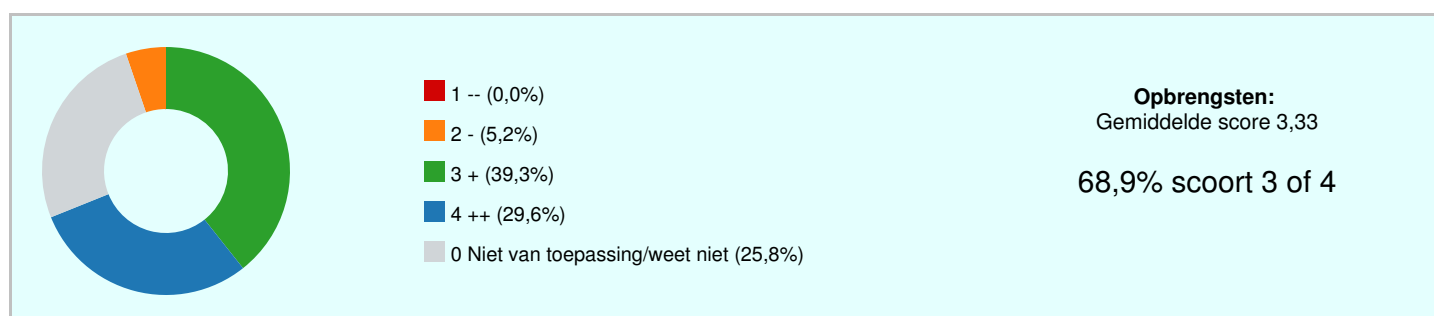 1 -- (0,0%)
2 - (5,2%)
3 + (39,3%)
4 ++ (29,6%)
0 Niet van toepassing/weet niet (25,8%)
Opbrengsten:
Gemiddelde score 3,33
68,9% scoort 3 of 4